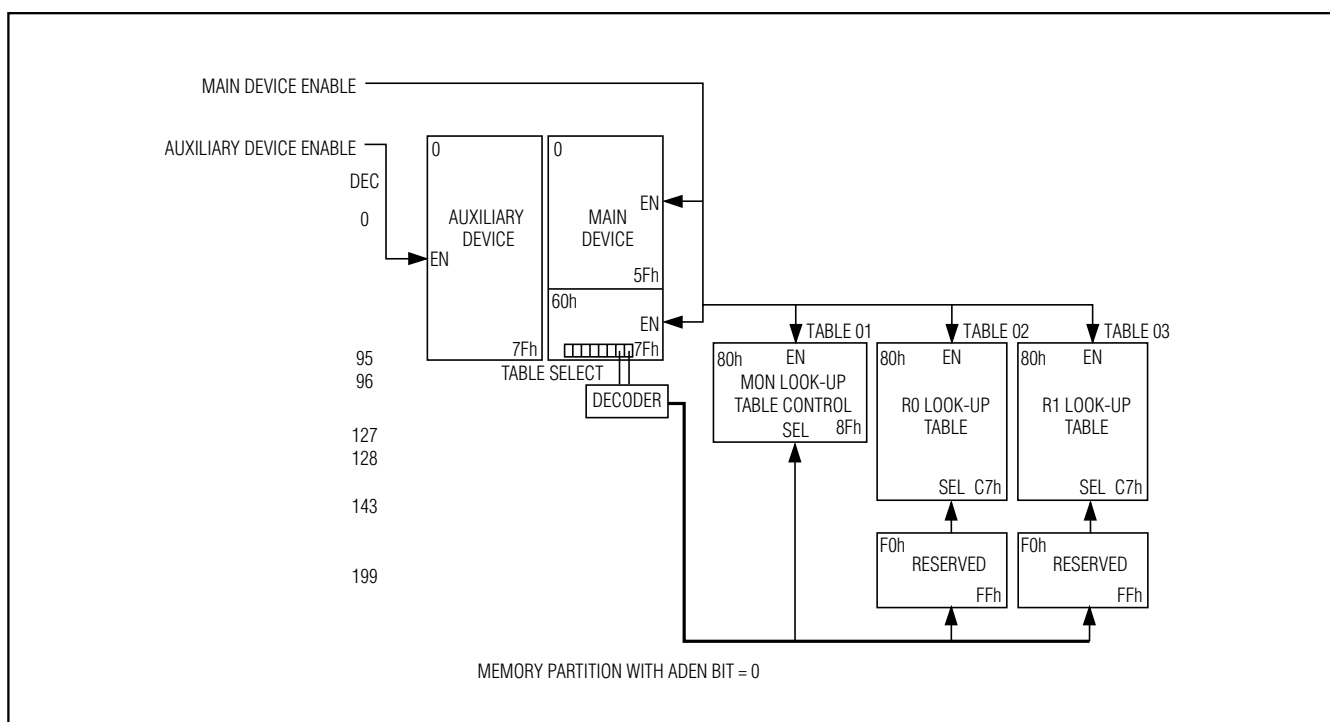 MAIN DEVICE ENABLE
AUXILIARY DEVICE ENABLE
DEC
0
95
96
127
128
143
199
0
AUXILIARY
DEVICE
EN
7Fh
0
MAIN
DEVICE
EN
5Fh
60h
EN
7Fh
TABLE SELECT
DECODER
TABLE 01
80h
EN
MON LOOK-UP
TABLE CONTROL
SEL
8Fh
TABLE 02
80h
EN
R0 LOOK-UP
TABLE
SEL C7h
F0h
RESERVED
FFh
TABLE 03
80h
EN
R1 LOOK-UP
TABLE
SEL C7h
F0h
RESERVED
FFh
MEMORY PARTITION WITH ADEN BIT = 0